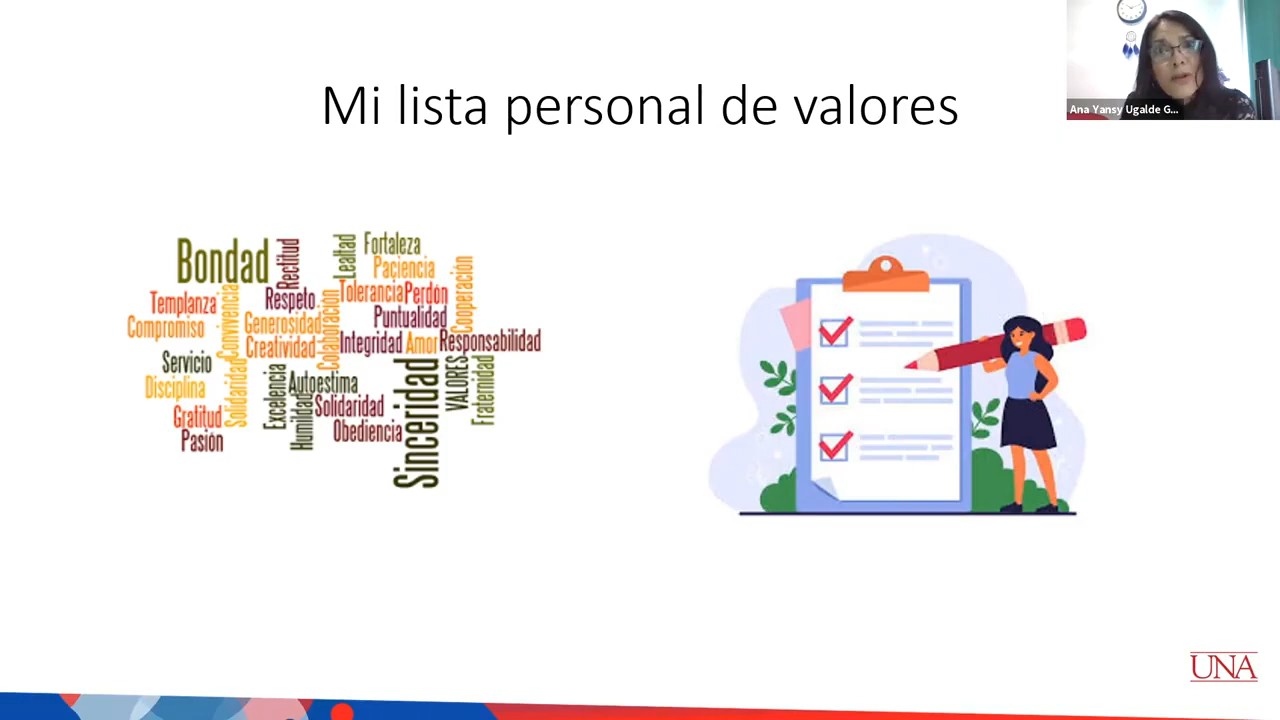 Mi lista personal de valores
Ana Yansy Ugalde G...
Bondad
Rectitud
Lealtad
Fortaleza
Paciencia
Cooperación
Templanza
Convivencia
Respeto
Colaboración
Tolerancia
Perdón
Compromiso
Generosidad
Puntualidad
Creatividad
Integridad
Amor
Responsabilidad
Servicio
Solidaridad
Excelencia
Autoestima
Sinceridad
VALORES
Fraternidad
Disciplina
Humildad
Solidaridad
Gratitud
Obediencia
Pasión
UNA